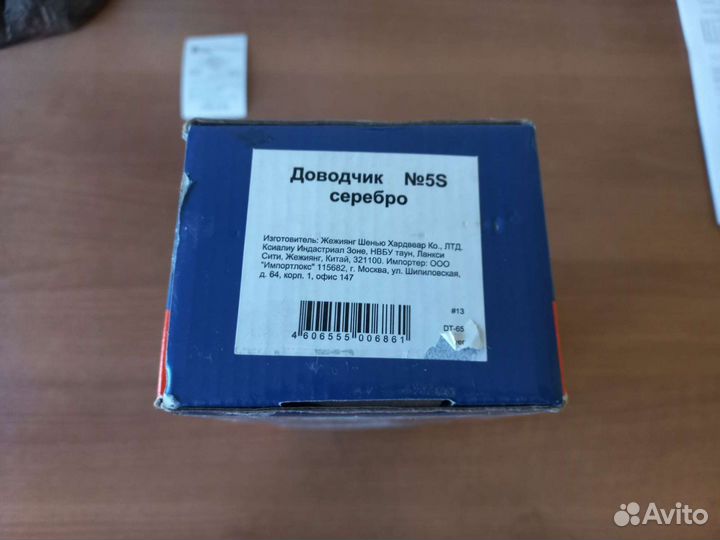 Доводчик №5S
серебро
Изготовитель: Жежиянг Шенью Хардввар Ко., ЛТД.
Коиалиу Индастриал Зоне, НВБУ таун, Ланкси
Сити, Жежиянг, Китай, 321100. Импортер: ООО
"Импортлокс" 115682, г. Москва, ул. Шипиловская,
д. 64, корп. 1, офис 147
#13
DT-65
4 606555 006861
Avito